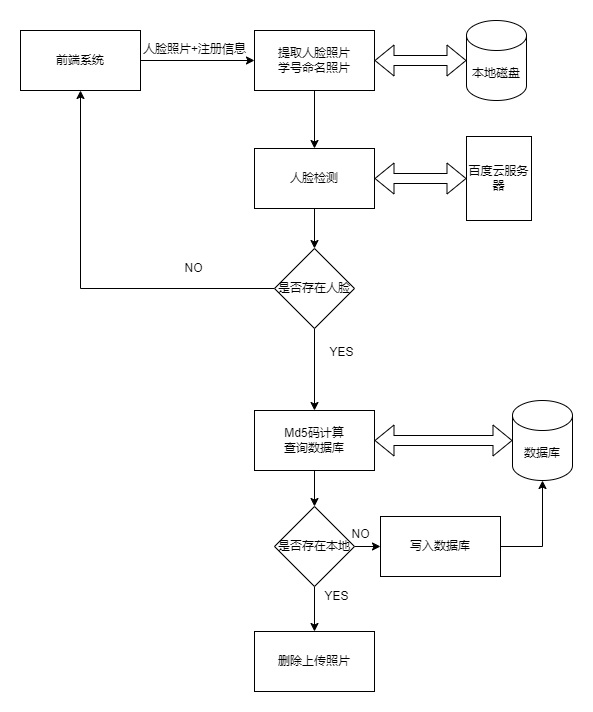 前端系统
人脸照片+注册信息
提取人脸照片
学号命名照片
本地磁盘
人脸检测
百度云服务
器
NO
是否存在人脸
YES
Md5码计算
查询数据库
数据库
是否存在本地
NO
写入数据库
YES
删除上传照片